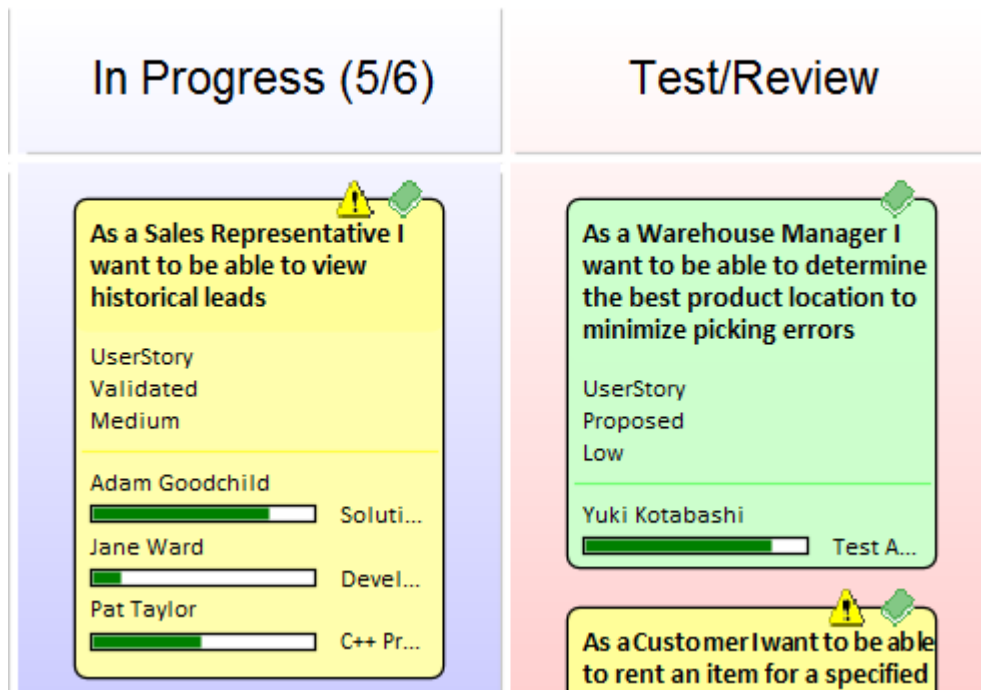 In Progress (5/6)
As a Sales Representative I
want to be able to view
historical leads
UserStory
Validated
Medium
Adam Goodchild
Soluti...
Jane Ward
Devel...
Pat Taylor
C++ Pr...
Test/Review
As a Warehouse Manager I
want to be able to determine
the best product location to
minimize picking errors
UserStory
Proposed
Low
Yuki Kotabashi
Test A...
As a Customer I want to be able
to rent an item for a specified